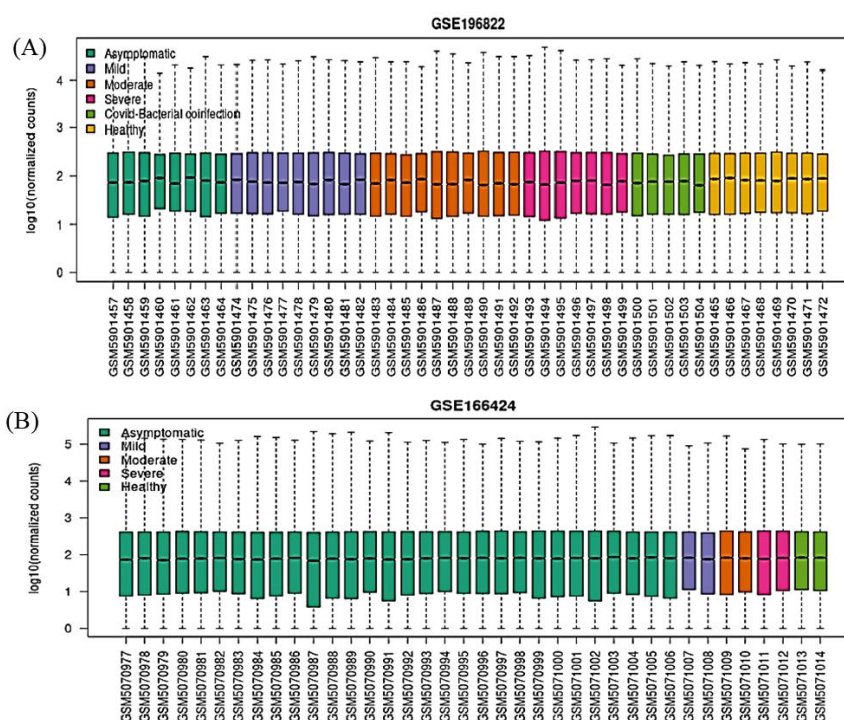 (A)
GSE196822
log10(normalized counts)
4
3
2
1
0
Asymptomatic
Mild
Moderate
Severe
Covid-Bacterial coinfection
Healthy
GSM5901457
GSM5901458
GSM5901459
GSM5901460
GSM5901461
GSM5901462
GSM5901463
GSM5901464
GSM5901474
GSM5901475
GSM5901476
GSM5901477
GSM5901478
GSM5901479
GSM5901480
GSM5901481
GSM5901482
GSM5901483
GSM5901484
GSM5901485
GSM5901486
GSM5901487
GSM5901488
GSM5901489
GSM5901490
GSM5901491
GSM5901492
GSM5901493
GSM5901494
GSM5901495
GSM5901496
GSM5901497
GSM5901498
GSM5901499
GSM5901500
GSM5901501
GSM5901502
GSM5901503
GSM5901504
GSM5901465
GSM5901466
GSM5901467
GSM5901468
GSM5901469
GSM5901470
GSM5901471
GSM5901472
(B)
GSE166424
log10(normalized counts)
5
4
3
2
1
0
Asymptomatic
Mild
Moderate
Severe
Healthy
GSM5070977
GSM5070978
GSM5070979
GSM5070980
GSM5070981
GSM5070982
GSM5070983
GSM5070984
GSM5070985
GSM5070986
GSM5070987
GSM5070988
GSM5070989
GSM5070990
GSM5070991
GSM5070992
GSM5070993
GSM5070994
GSM5070995
GSM5070996
GSM5070997
GSM5070998
GSM5070999
GSM5071000
GSM5071001
GSM5071002
GSM5071003
GSM5071004
GSM5071005
GSM5071006
GSM5071007
GSM5071008
GSM5071009
GSM5071010
GSM5071011
GSM5071012
GSM5071013
GSM5071014